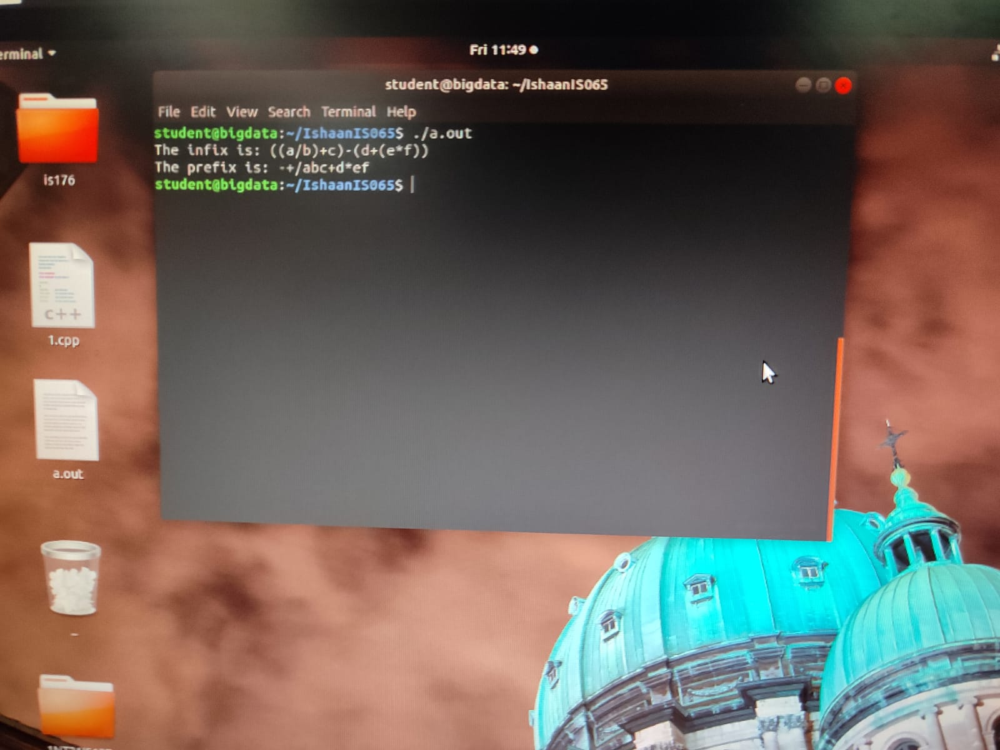 erminal
Fri 11:49
student@bigdata: ~/IshaanIS065
File Edit View Search Terminal Help
student@bigdata:~/IshaanIS065$ ./a.out
The infix is: ((a/b)+c)-(d+(e*f))
The prefix is: -+/abc+d*ef
student@bigdata:~/IshaanIS065$
is176
c++
1.cpp
a.out